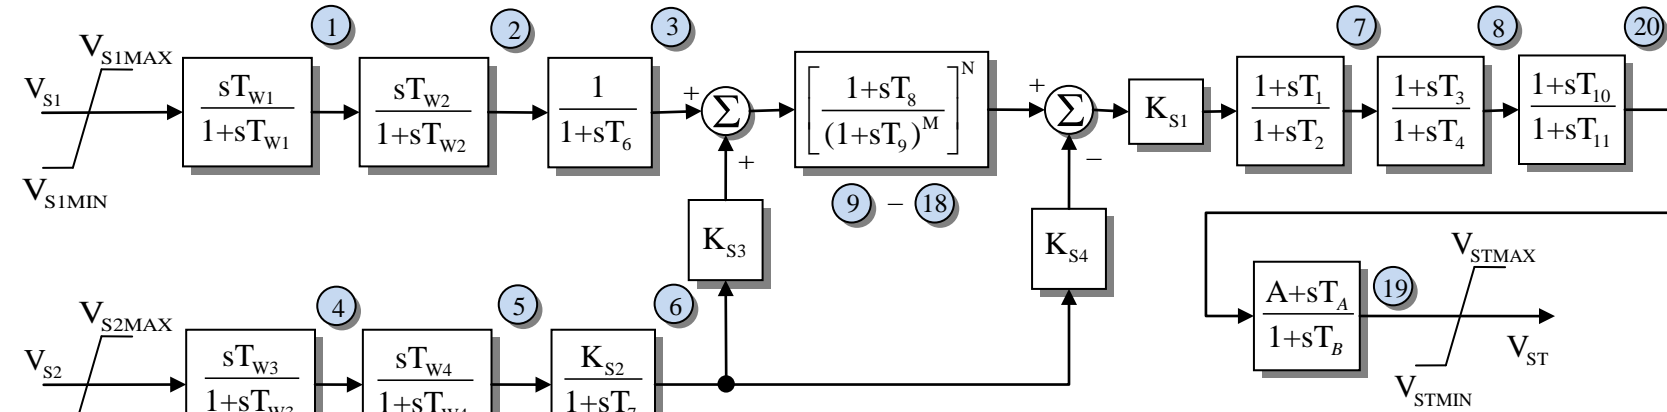 1 2 3 7 8 20
V_S1MAX
V_S1
V_S1MIN
sT_W1
1+sT_W1
sT_W2
1+sT_W2
1
1+sT_6
+
Σ
+
[ 1+sT_8 ]^N
(1+sT_9)^M
9 – 18
+
Σ
–
K_S1
1+sT_1
1+sT_2
1+sT_3
1+sT_4
1+sT_10
1+sT_11
K_S3
K_S4
4 5 6
V_S2MAX
V_S2
sT_W3
1+sT_W3
sT_W4
1+sT_W4
K_S2
1+sT_7
A+sT_A
1+sT_B
19
V_STMAX
V_ST
V_STMIN